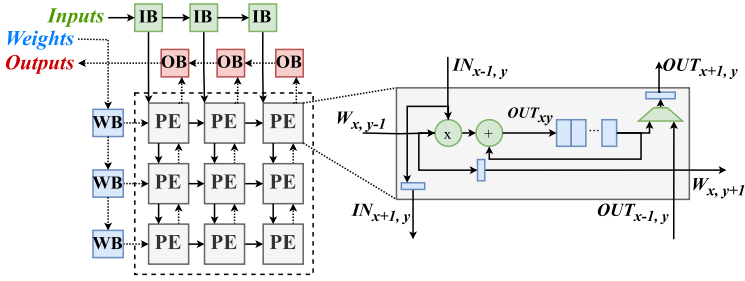 Inputs IB IB IB
Weights
Outputs OB OB OB
WB PE PE PE
WB PE PE PE
WB PE PE PE
IN x-1, y
OUT x+1, y
W x, y-1
OUT xy
x +
...
W x, y+1
IN x+1, y
OUT x-1, y